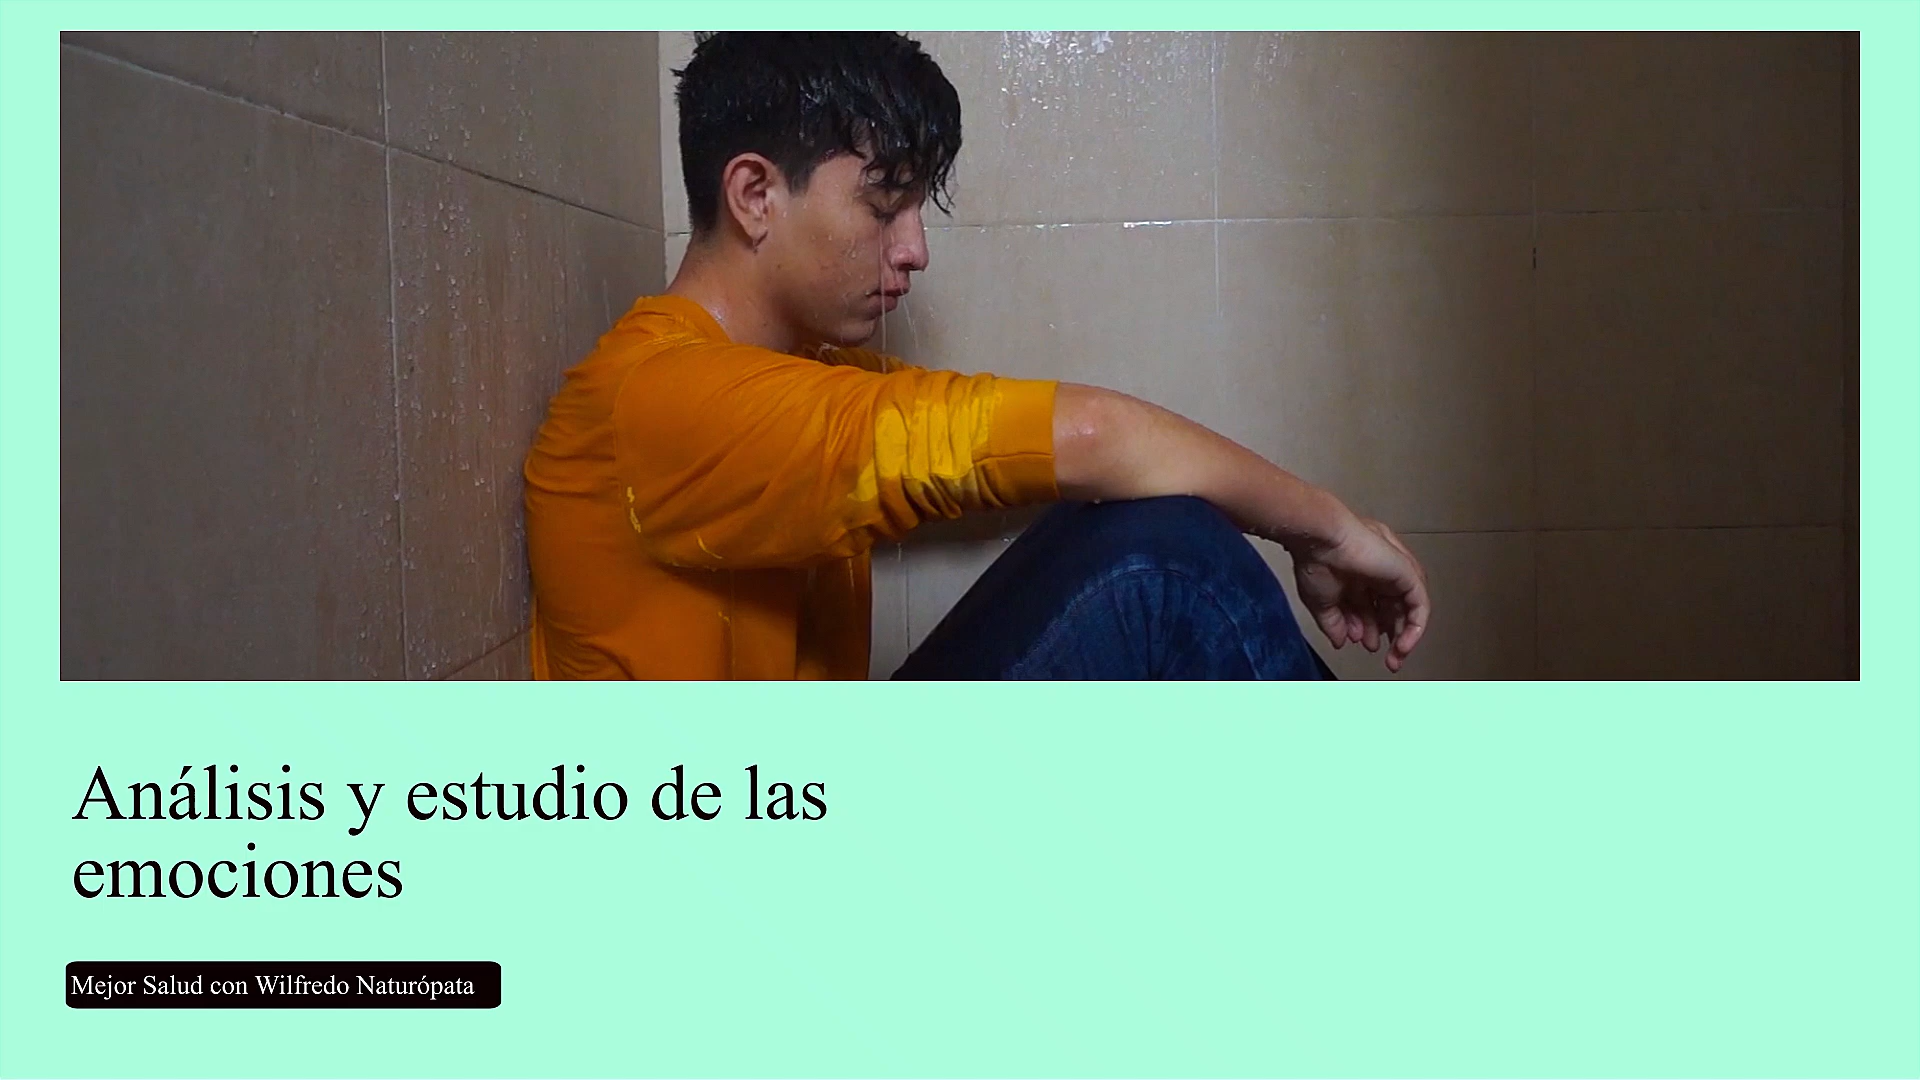 Análisis y estudio de las
emociones
Mejor Salud con Wilfredo Naturópata